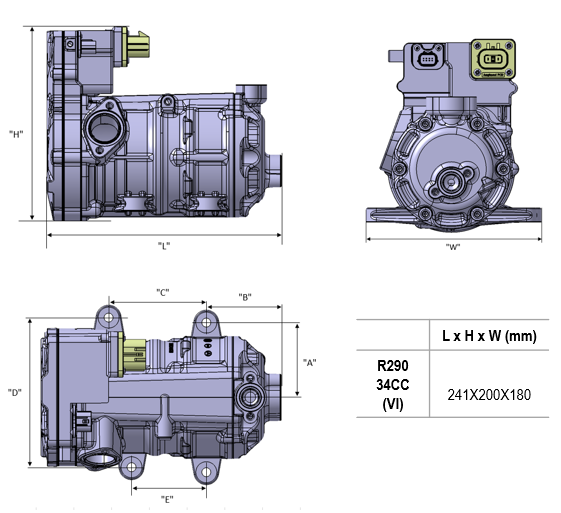 "H"
"L"
"W"
"C"
"B"
"A"
"D"
"E"
L x H x W (mm)
R290
34CC
(VI)
241X200X180